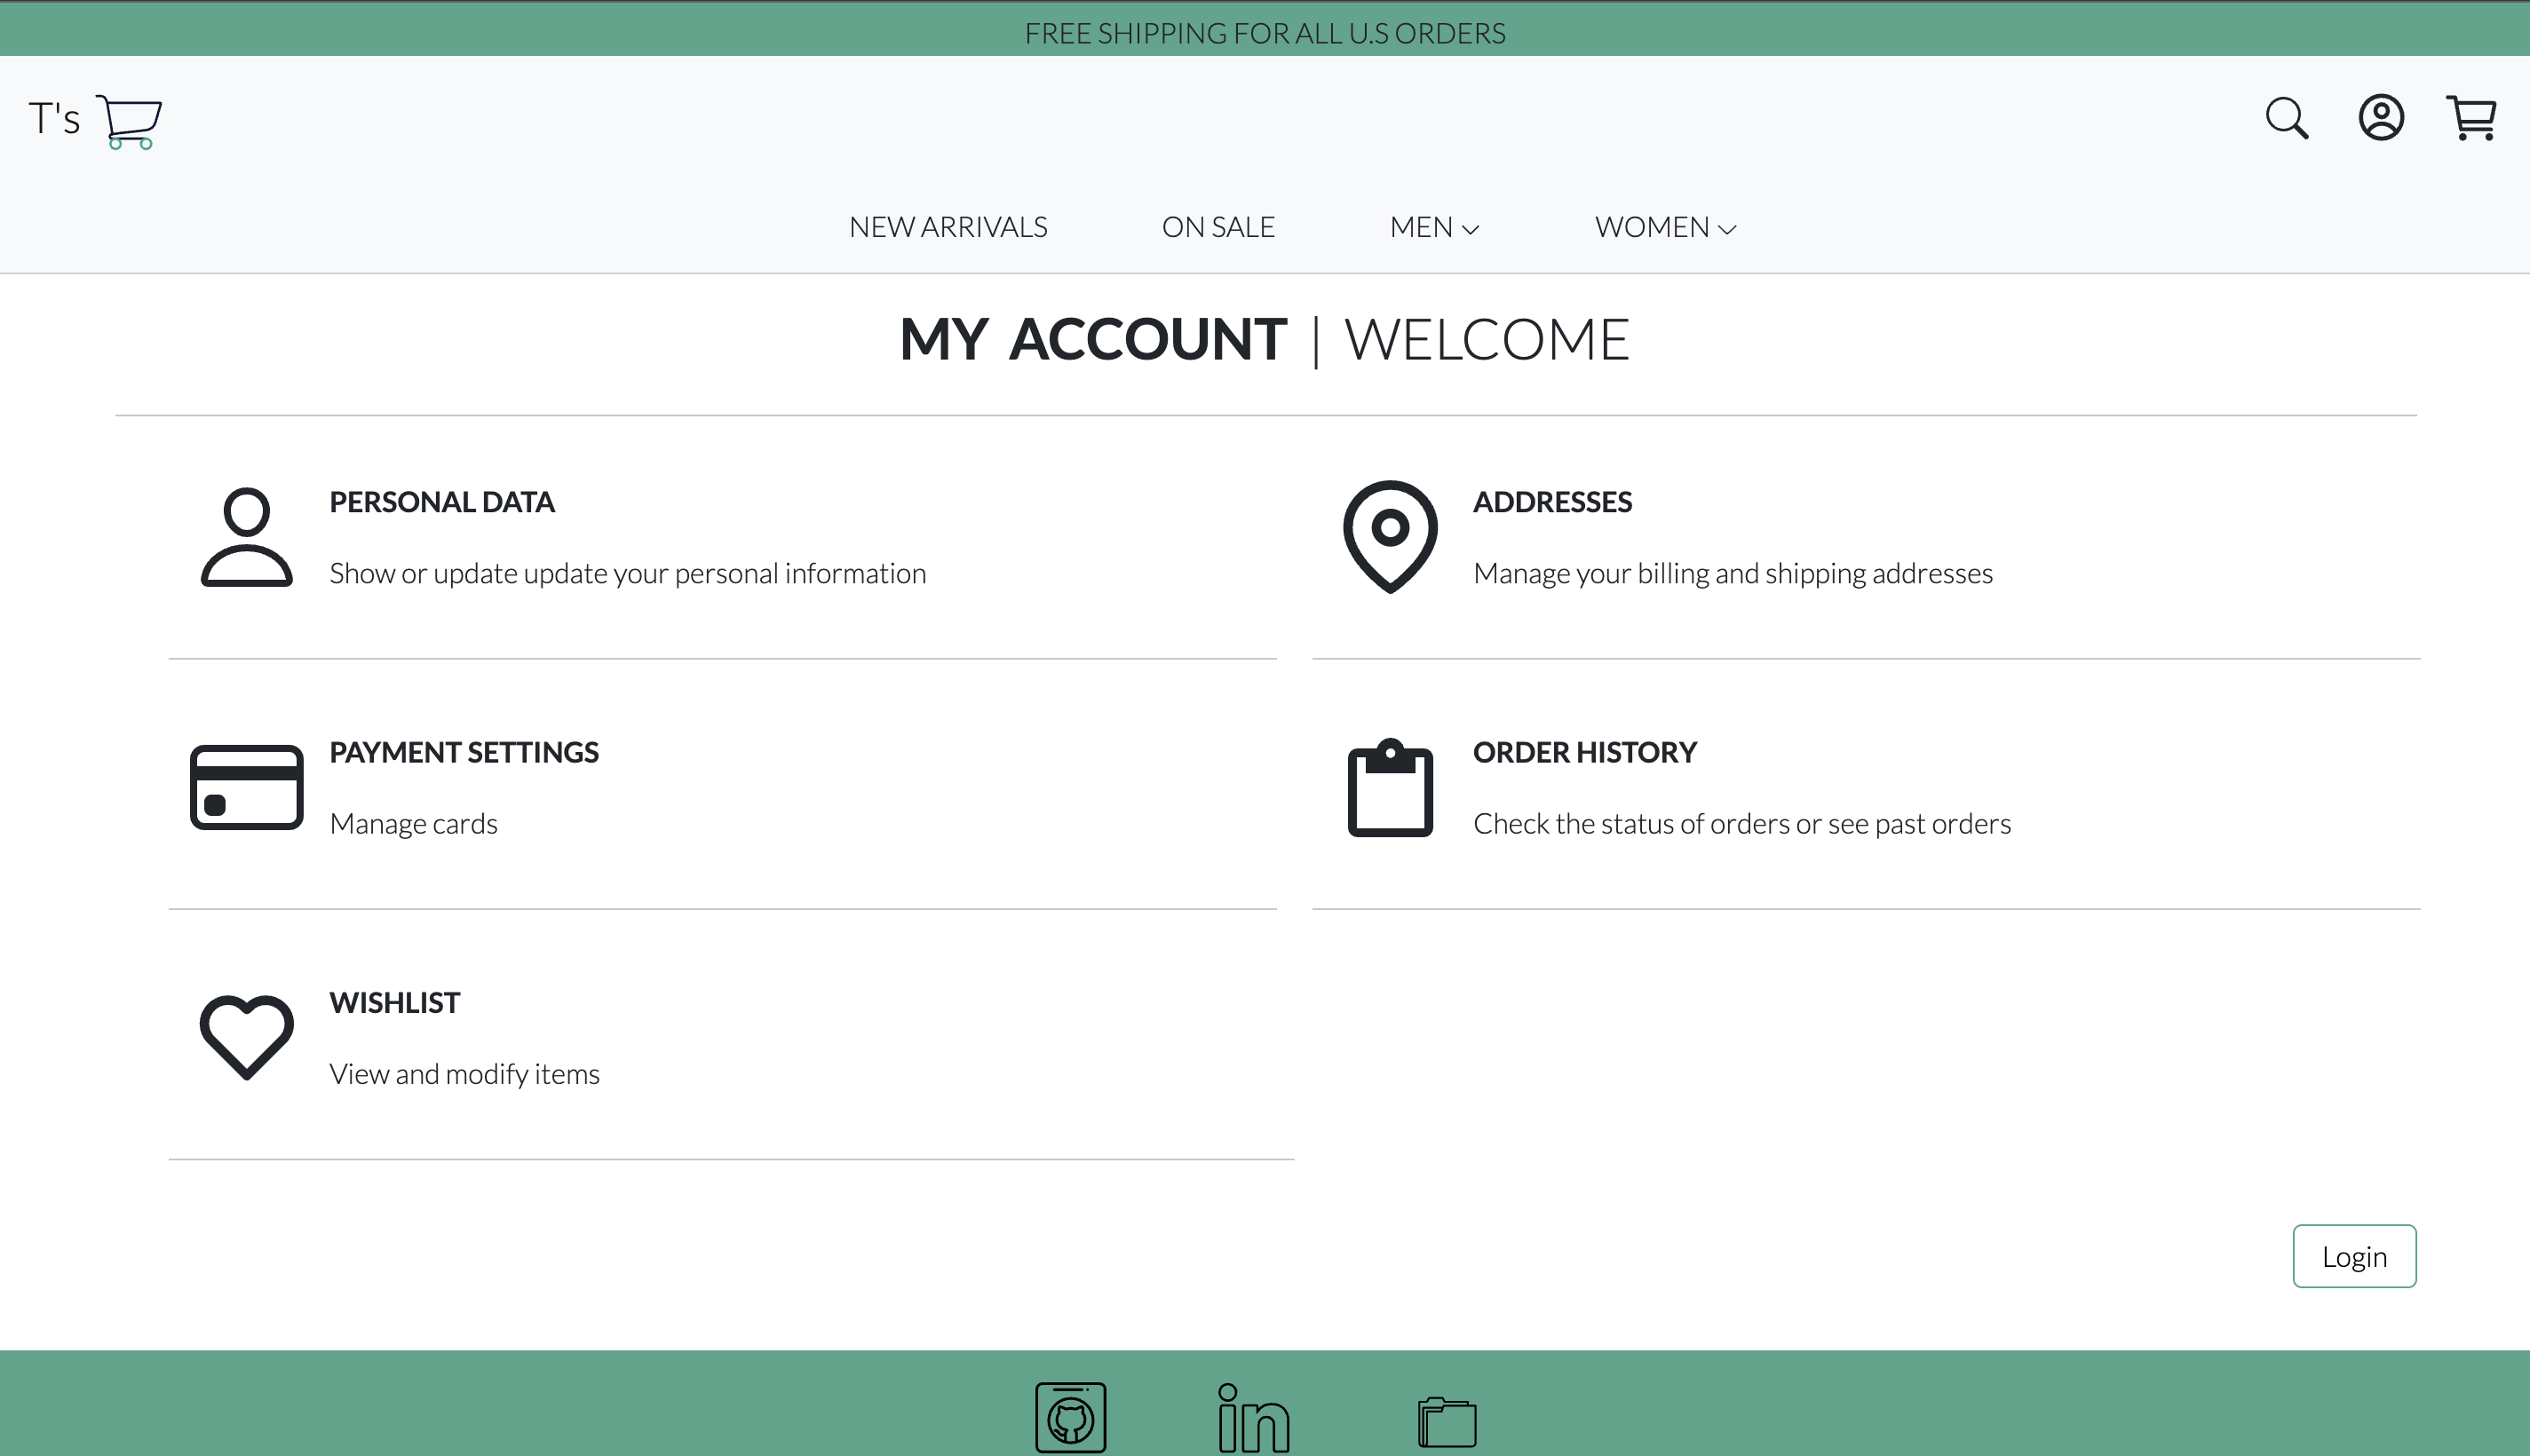 FREE SHIPPING FOR ALL U.S ORDERS
T's
NEW ARRIVALS ON SALE MEN WOMEN
MY ACCOUNT | WELCOME
PERSONAL DATA
Show or update update your personal information
ADDRESSES
Manage your billing and shipping addresses
PAYMENT SETTINGS
Manage cards
ORDER HISTORY
Check the status of orders or see past orders
WISHLIST
View and modify items
Login
in